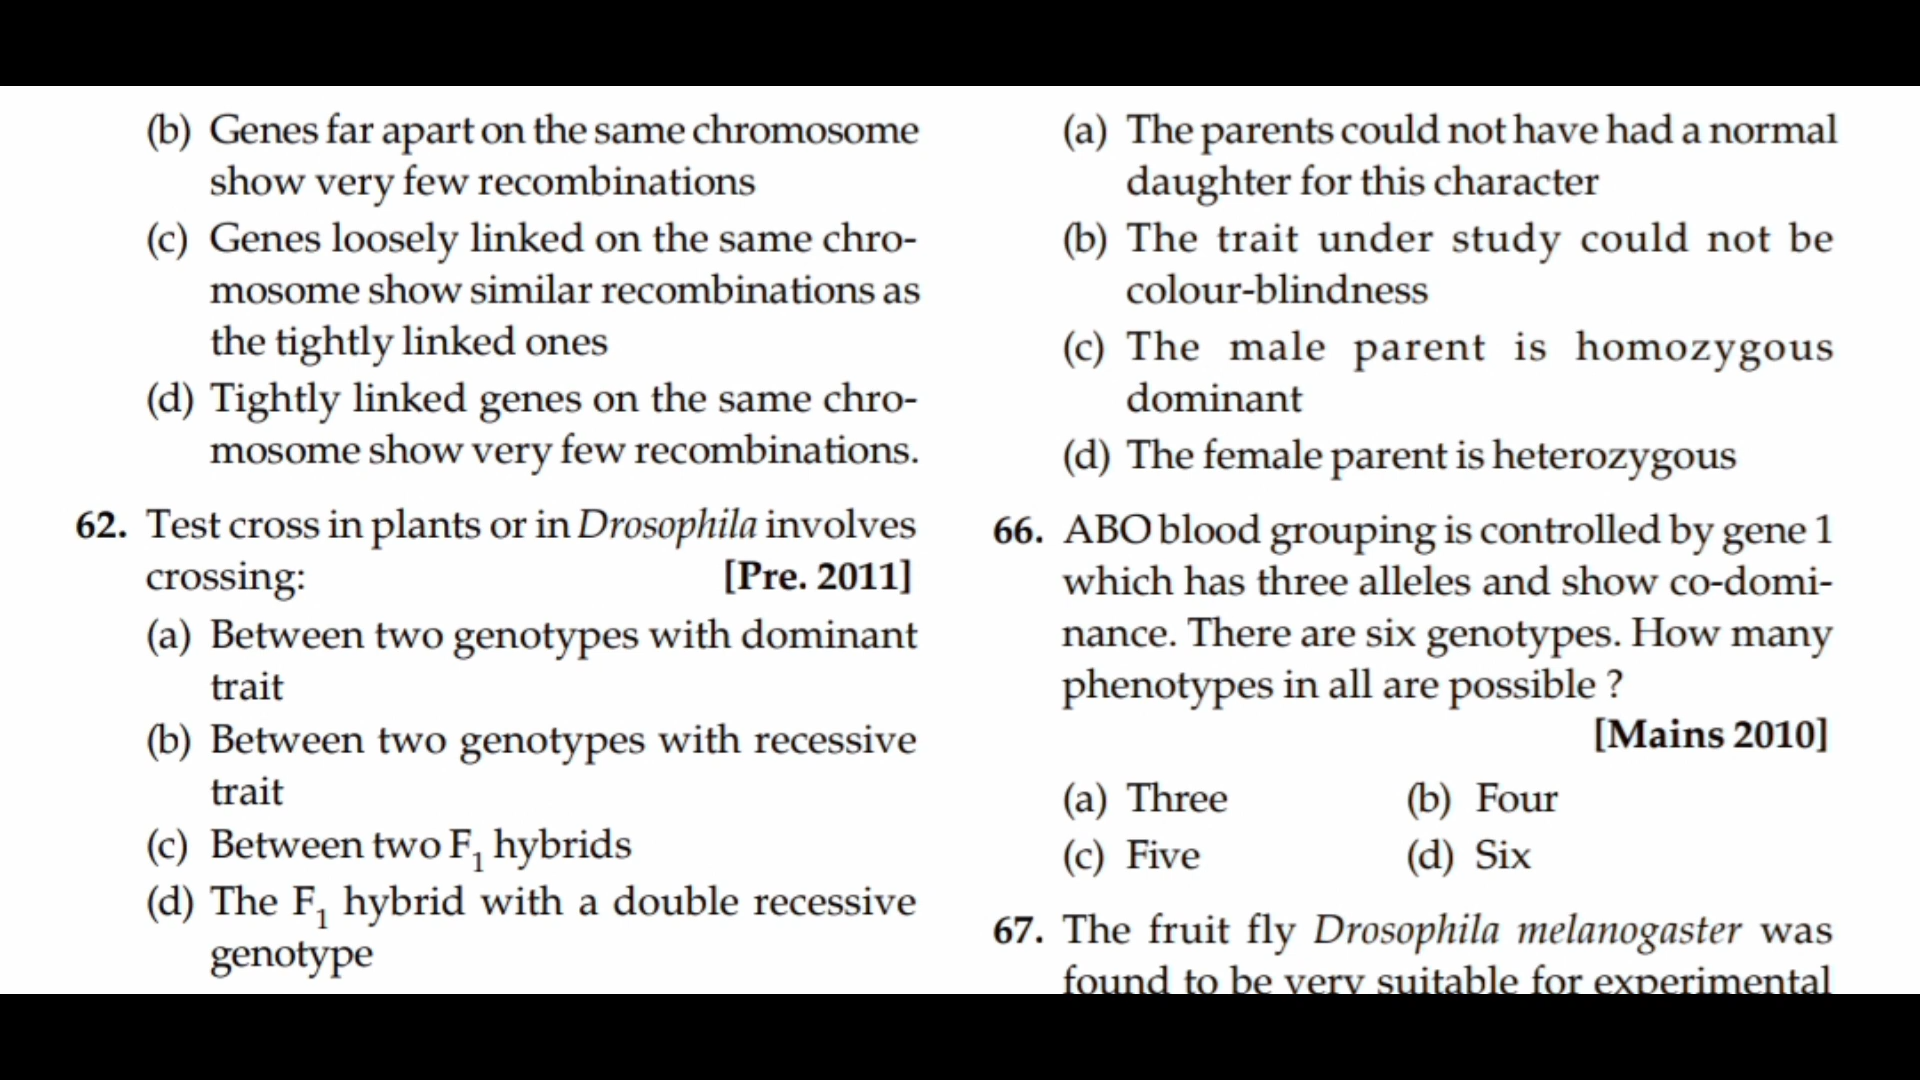 (b) Genes far apart on the same chromosome
show very few recombinations
(c) Genes loosely linked on the same chro-
mosome show similar recombinations as
the tightly linked ones
(d) Tightly linked genes on the same chro-
mosome show very few recombinations.
62. Test cross in plants or in Drosophila involves
crossing: [Pre. 2011]
(a) Between two genotypes with dominant
trait
(b) Between two genotypes with recessive
trait
(c) Between two F1 hybrids
(d) The F1 hybrid with a double recessive
genotype
(a) The parents could not have had a normal
daughter for this character
(b) The trait under study could not be
colour-blindness
(c) The male parent is homozygous
dominant
(d) The female parent is heterozygous
66. ABO blood grouping is controlled by gene 1
which has three alleles and show co-domi-
nance. There are six genotypes. How many
phenotypes in all are possible ?
[Mains 2010]
(a) Three (b) Four
(c) Five (d) Six
67. The fruit fly Drosophila melanogaster was
found to be very suitable for experimental